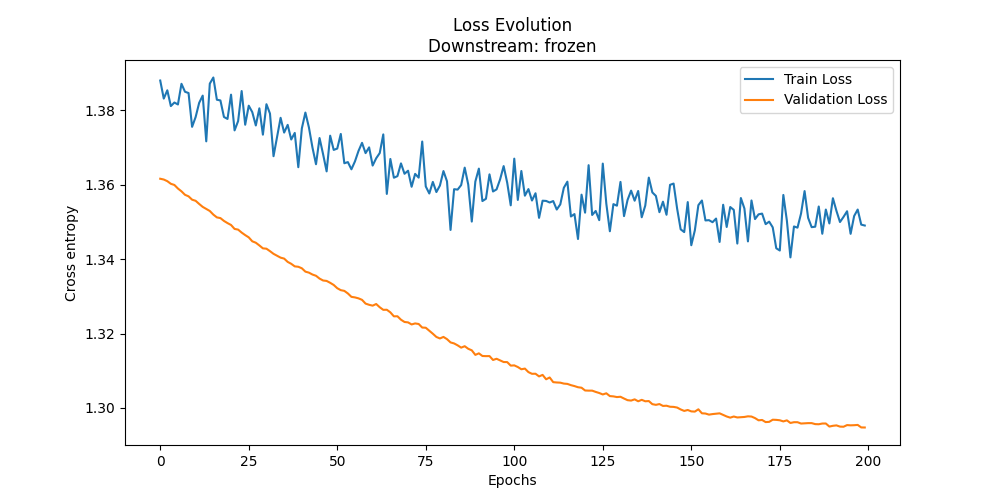 Loss Evolution
Downstream: frozen
Train Loss
Validation Loss
1.38
1.36
1.34
1.32
1.30
Cross entropy
0
25
50
75
100
125
150
175
200
Epochs